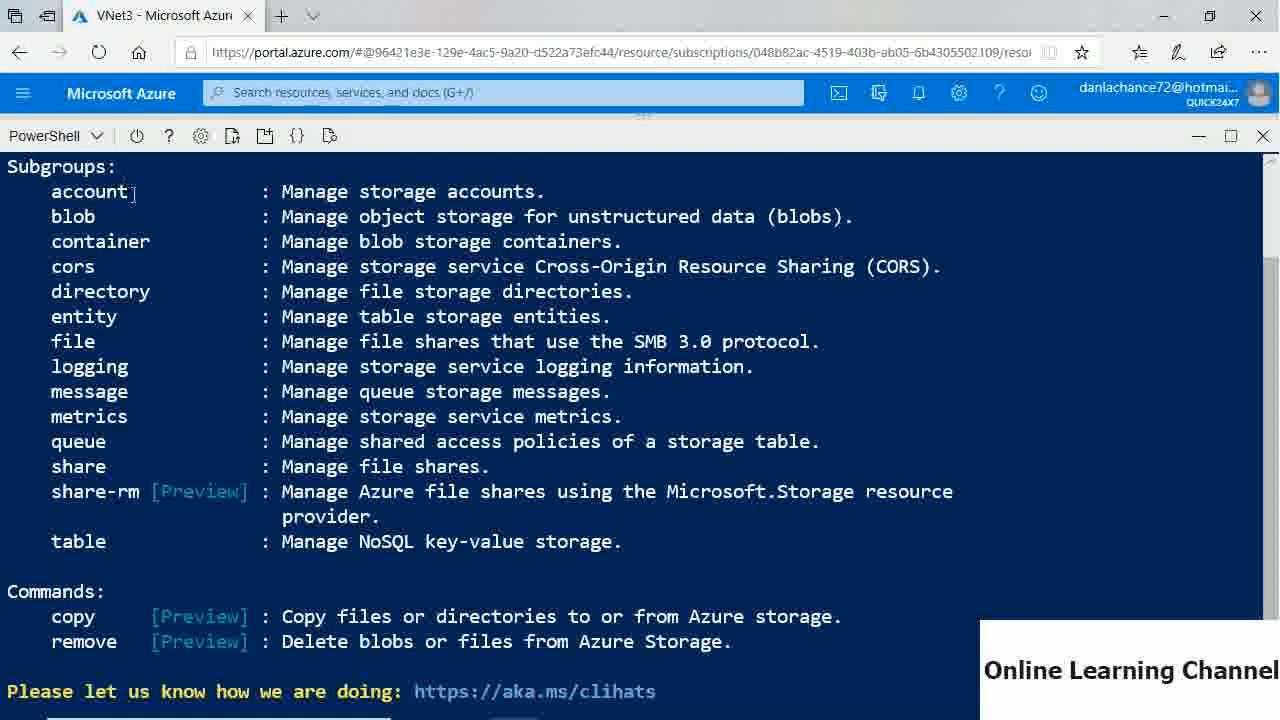 VNet3 - Microsoft Azure
https://portal.azure.com/#@96421e3e-129e-4ac5-9a20-d522a73efc44/resource/subscriptions/048b82ac-4519-403b-ab05-6b4305502109/resou
Microsoft Azure
Search resources, services, and docs (G+/)
danlachance72@hotmai...
QUICK24X7
PowerShell
Subgroups:
account : Manage storage accounts.
blob : Manage object storage for unstructured data (blobs).
container : Manage blob storage containers.
cors : Manage storage service Cross-Origin Resource Sharing (CORS).
directory : Manage file storage directories.
entity : Manage table storage entities.
file : Manage file shares that use the SMB 3.0 protocol.
logging : Manage storage service logging information.
message : Manage queue storage messages.
metrics : Manage storage service metrics.
queue : Manage shared access policies of a storage table.
share : Manage file shares.
share-rm [Preview] : Manage Azure file shares using the Microsoft.Storage resource
provider.
table : Manage NoSQL key-value storage.
Commands:
copy [Preview] : Copy files or directories to or from Azure storage.
remove [Preview] : Delete blobs or files from Azure Storage.
Please let us know how we are doing: https://aka.ms/clihats
Online Learning Channel